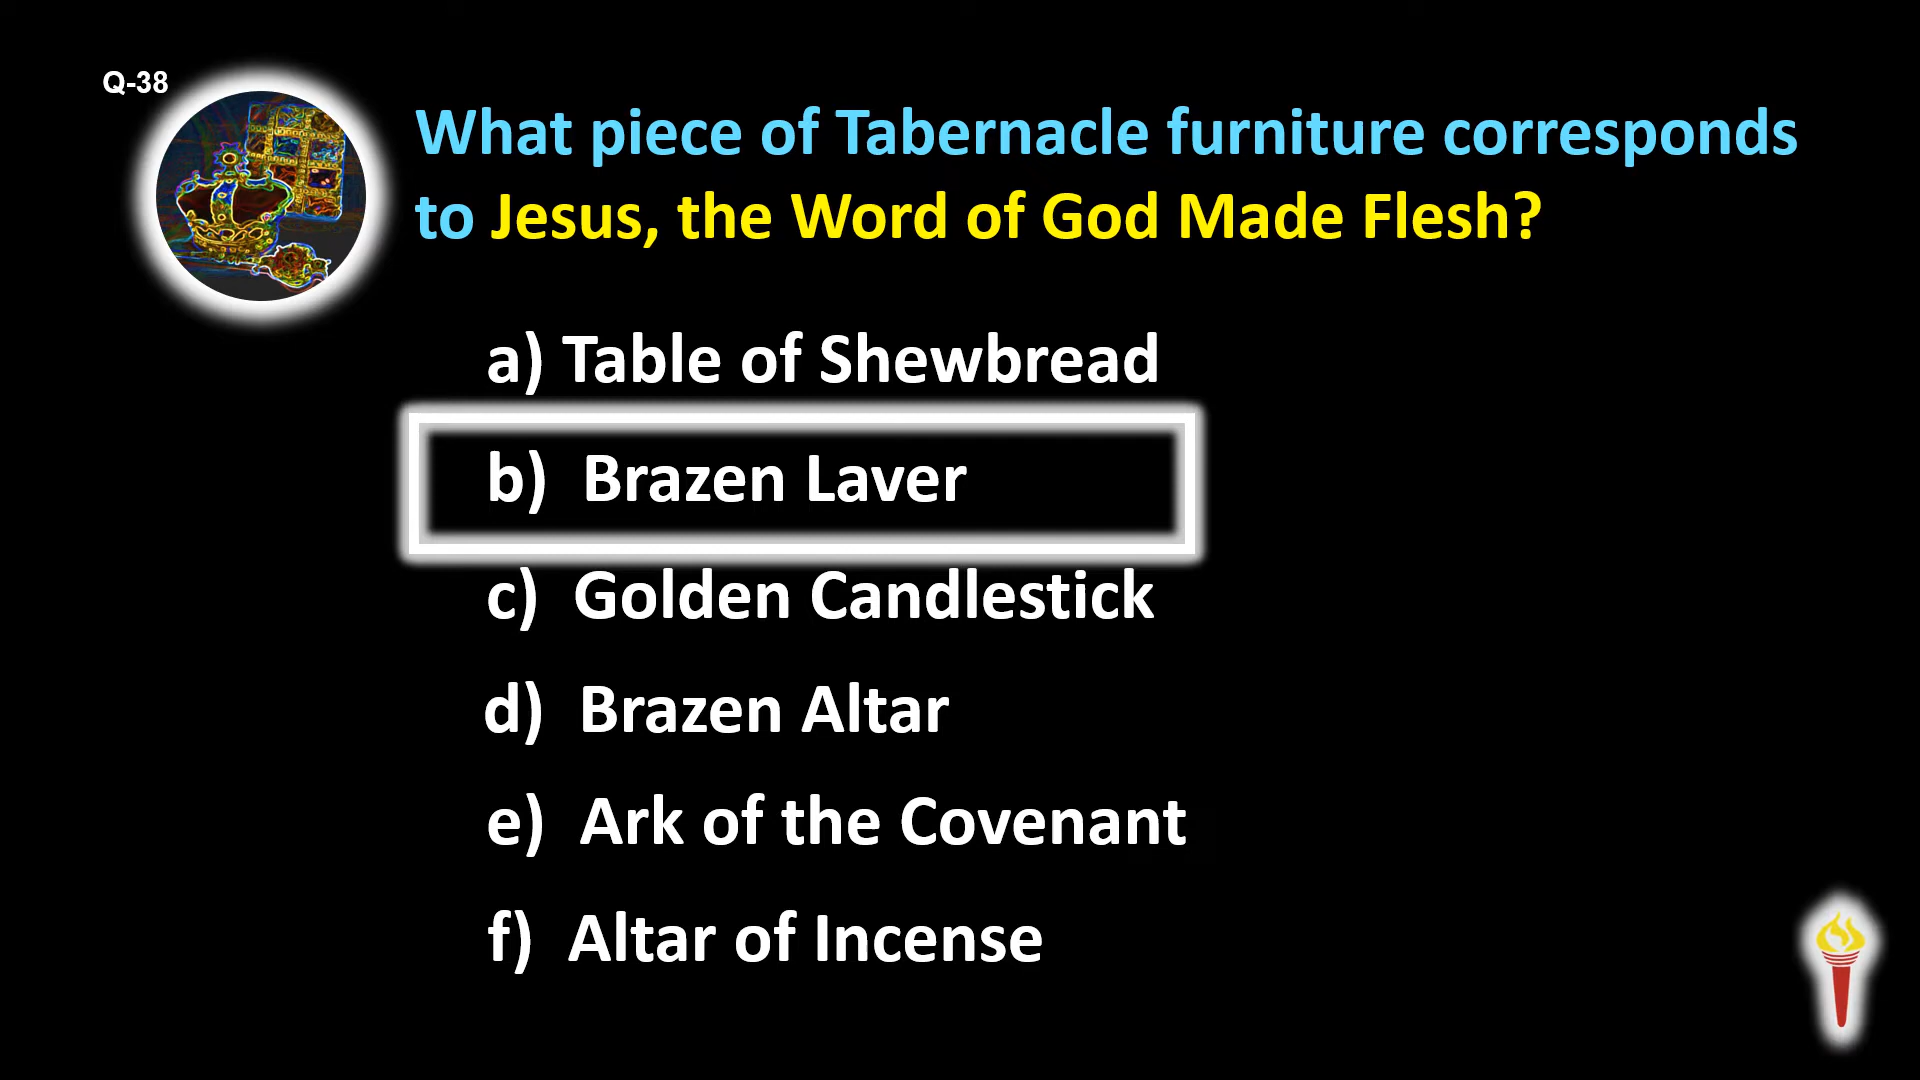 Q-38
What piece of Tabernacle furniture corresponds
to Jesus, the Word of God Made Flesh?
a) Table of Shewbread
b) Brazen Laver
c) Golden Candlestick
d) Brazen Altar
e) Ark of the Covenant
f) Altar of Incense